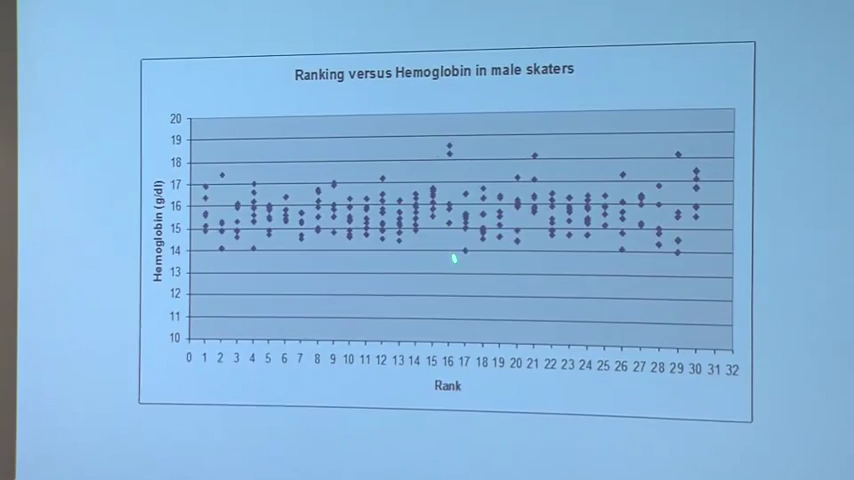 Ranking versus Hemoglobin in male skaters
Hemoglobin (g/dl)
20
19
18
17
16
15
14
13
12
11
10
0 1 2 3 4 5 6 7 8 9 10 11 12 13 14 15 16 17 18 19 20 21 22 23 24 25 26 27 28 29 30 31 32
Rank